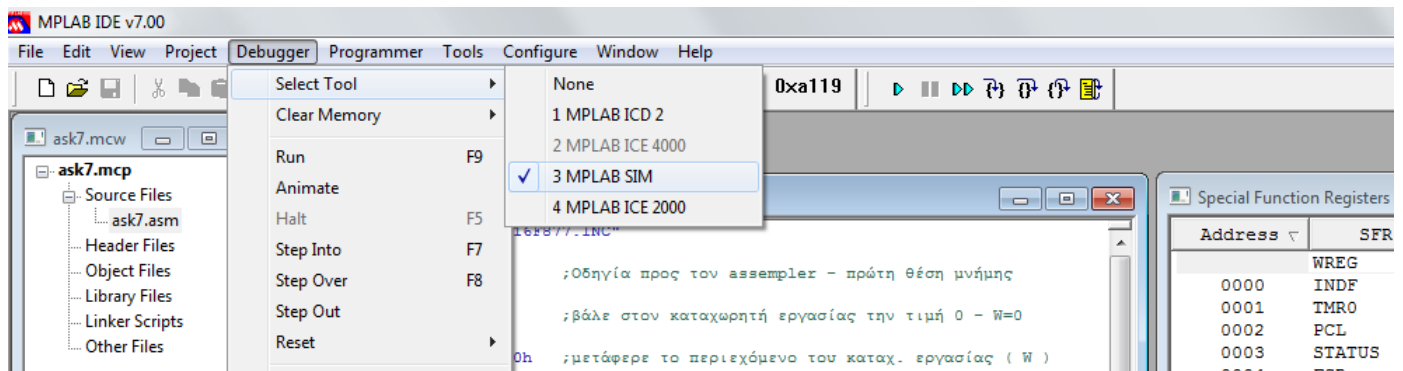 MPLAB IDE v7.00
File Edit View Project Debugger Programmer Tools Configure Window Help
0xa119
Select Tool
Clear Memory
Run F9
Animate
Halt F5
Step Into F7
Step Over F8
Step Out
Reset
None
1 MPLAB ICD 2
2 MPLAB ICE 4000
3 MPLAB SIM
4 MPLAB ICE 2000
ask7.mcw
ask7.mcp
Source Files
ask7.asm
Header Files
Object Files
Library Files
Linker Scripts
Other Files
16F877.INC"
;Οδηγία προς τον assempler - πρώτη θέση μνήμης
;βάλε στον καταχωρητή εργασίας την τιμή 0 - W=0
0h ;μετάφερε το περιεχόμενο του καταχ. εργασίας ( W )
Special Function Registers
Address SFR
WREG
0000 INDF
0001 TMR0
0002 PCL
0003 STATUS